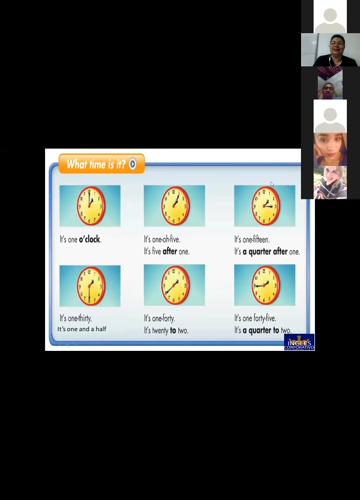 What time is it?
It's one o'clock.
It's one-oh-five.
It's five after one.
It's one-fifteen.
It's a quarter after one.
It's one-thirty.
It's one and a half
It's one-forty.
It's twenty to two.
It's one forty-five.
It's a quarter to two.